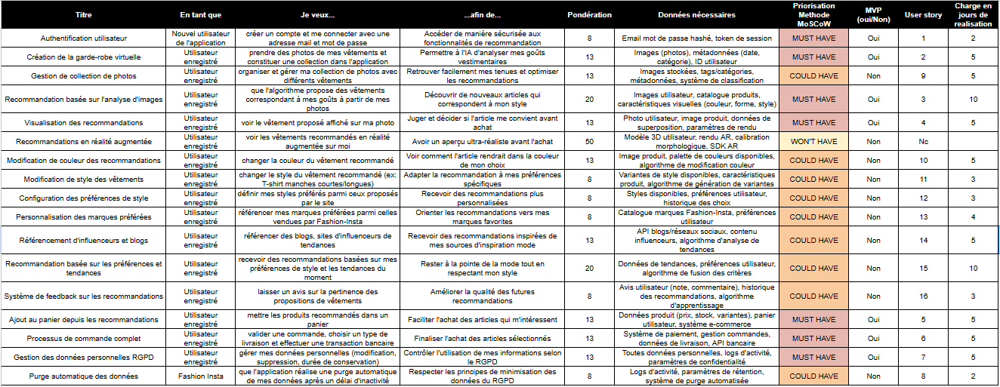 Titre | En tant que | Je veux... | ...afin de... | Pondération | Données nécessaires | Priorisation Methode MoSCoW | MVP (oui/Non) | User story | Charge en jours de realisation
Authentification utilisateur | Nouvel utilisateur de l'application | créer un compte et me connecter avec une adresse mail et mot de passe | Accéder de manière sécurisée aux fonctionnalités de recommandation | 8 | Email mot de passe hashé, token de session | MUST HAVE | Oui | 1 | 2
Création de la garde-robe virtuelle | Utilisateur enregistré | prendre des photos de mes vêtements et constituer une collection dans l'application | Permettre à l'IA d'analyser mes goûts vestimentaires | 13 | Images (photos), métadonnées (date, catégorie), ID utilisateur | MUST HAVE | Oui | 2 | 5
Gestion de collection de photos | Utilisateur enregistré | organiser et gérer ma collection de photos avec différents vêtements | Retrouver facilement mes tenues et optimiser les recommandations | 13 | Images stockées, tags/catégories, métadonnées, système de classification | COULD HAVE | Non | 9 | 5
Recommandation basée sur l'analyse d'images | Utilisateur enregistré | que l'algorithme propose des vêtements correspondant à mes goûts à partir de mes photos | Découvrir de nouveaux articles qui correspondent à mon style | 20 | Images utilisateur, catalogue produits, caractéristiques visuelles (couleur, forme, style) | MUST HAVE | Oui | 3 | 10
Visualisation des recommandations | Utilisateur enregistré | voir le vêtement proposé affiché sur ma photo | Juger et décider si l'article me convient avant achat | 13 | Photo utilisateur, image produit, données de superposition, paramètres de rendu | MUST HAVE | Oui | 4 | 5
Recommandations en réalité augmentée | Utilisateur enregistré | voir les vêtements recommandés en réalité augmentée sur moi | Avoir un aperçu ultra-réaliste avant l'achat | 50 | Modèle 3D utilisateur, rendu AR, calibration morphologique, SDK AR | WON'T HAVE | Non | Nc
Modification de couleur des recommandations | Utilisateur enregistré | changer la couleur du vêtement recommandé | Voir comment l'article rendrait dans la couleur de mon choix | 13 | Image produit, palette de couleurs disponibles, algorithme de modification couleur | COULD HAVE | Non | 10 | 5
Modification de style des vêtements | Utilisateur enregistré | changer le style du vêtement recommandé (ex: T-shirt manches courtes/longues) | Adapter la recommandation à mes préférences spécifiques | 8 | Variantes de style disponibles, caractéristiques produit, algorithme de génération de variantes | COULD HAVE | Non | 11 | 3
Configuration des préférences de style | Utilisateur enregistré | définir mes styles préférés parmi ceux proposés par le site | Recevoir des recommandations plus personnalisées | 8 | Styles disponibles, préférences utilisateur, historique des choix | COULD HAVE | Non | 12 | 3
Personnalisation des marques préférées | Utilisateur enregistré | référencer mes marques préférées parmi celles vendues par Fashion-Insta | Orienter les recommandations vers mes marques favorites | 8 | Catalogue marques Fashion-Insta, préférences utilisateur | COULD HAVE | Non | 13 | 4
Référencement d'influenceurs et blogs | Utilisateur enregistré | référencer des blogs, sites d'influenceurs de tendances | Recevoir des recommandations inspirées de mes sources d'inspiration mode | 13 | API blogs/réseaux sociaux, contenu influenceurs, algorithme d'analyse de tendances | COULD HAVE | Non | 14 | 5
Recommandation basée sur les préférences et tendances | Utilisateur enregistré | recevoir des recommandations basées sur mes préférences de style et les tendances du moment | Rester à la pointe de la mode tout en respectant mon style | 20 | Données de tendances, préférences utilisateur, algorithme de fusion des critères | COULD HAVE | Non | 15 | 10
Système de feedback sur les recommandations | Utilisateur enregistré | laisser un avis sur la pertinence des propositions de vêtements | Améliorer la qualité des futures recommandations | 8 | Avis utilisateur (note, commentaire), historique des recommandations, algorithme d'apprentissage | COULD HAVE | Non | 16 | 3
Ajout au panier depuis les recommandations | Utilisateur enregistré | mettre les produits recommandés dans un panier | Faciliter l'achat des articles qui m'intéressent | 13 | Données produit (prix, stock, variantes), panier utilisateur, système e-commerce | MUST HAVE | Oui | 5 | 5
Processus de commande complet | Utilisateur enregistré | valider une commande, choisir un type de livraison et effectuer une transaction bancaire | Finaliser l'achat des articles sélectionnés | 13 | Système de paiement, gestion commandes, données de livraison, API bancaire | MUST HAVE | Oui | 6 | 5
Gestion des données personnelles RGPD | Utilisateur enregistré | gérer mes données personnelles (modification, suppression, durée de conservation) | Contrôler l'utilisation de mes informations selon le RGPD | 13 | Toutes données personnelles, logs d'activité, paramètres de confidentialité | MUST HAVE | Oui | 7 | 5
Purge automatique des données | Fashion Insta | que l'application réalise une purge automatique de mes données après un délai d'inactivité | Respecter les principes de minimisation des données du RGPD | 8 | Logs d'activité, paramètres de rétention, système de purge automatisée | COULD HAVE | Non | 8 | 2